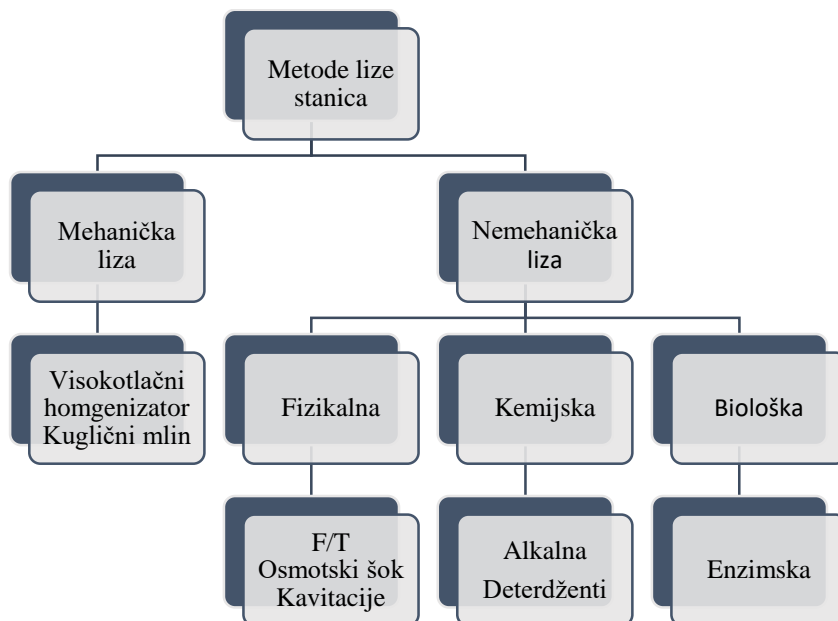 Metode lize
stanica
Mehanička
liza
Nemehanička
liza
Visokotlačni
homgenizator
Kuglični mlin
Fizikalna
Kemijska
Biološka
F/T
Osmotski šok
Kavitacije
Alkalna
Deterdženti
Enzimska